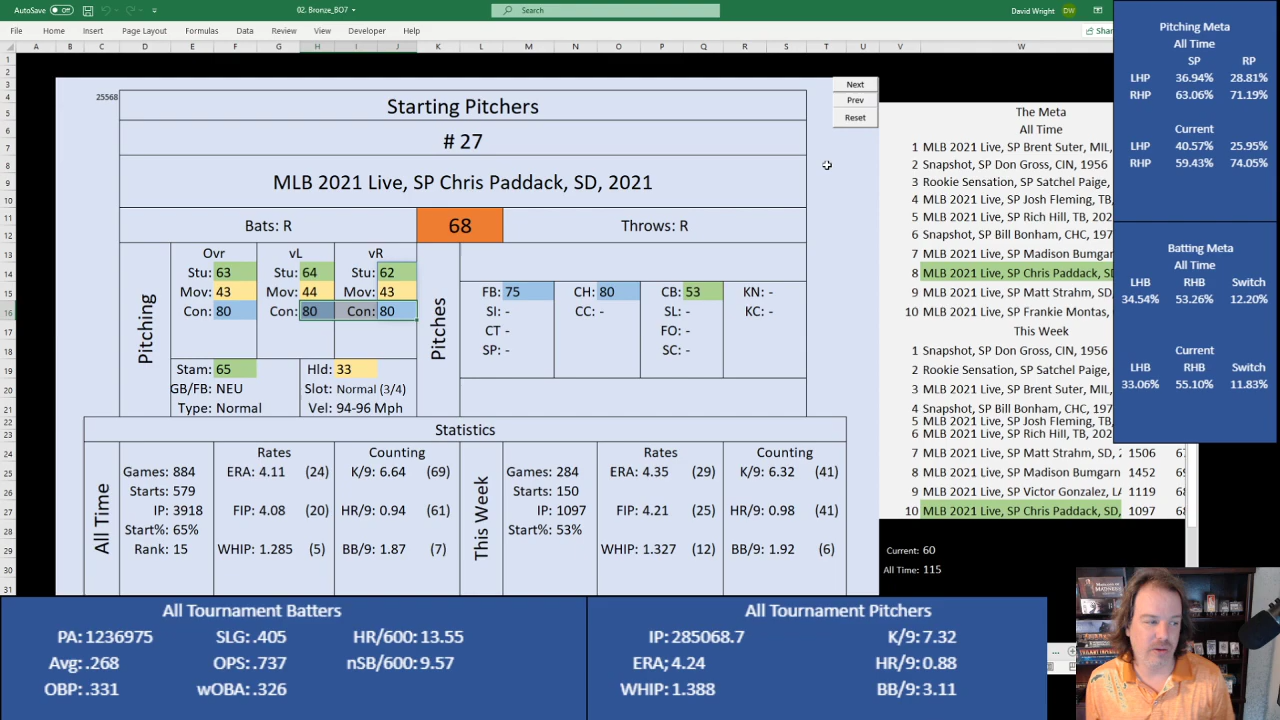 AutoSave Off
02. Bronze_BO7
Search
David Wright DW
File Home Insert Page Layout Formulas Data Review View Developer Help
Shar
A B C D E F G H I J K L M N O P Q R S T U V W
25568
Starting Pitchers
# 27
MLB 2021 Live, SP Chris Paddack, SD, 2021
Bats: R 68 Throws: R
Next
Prev
Reset
Pitching
Ovr vL vR
Stu: 63 Stu: 64 Stu: 62
Mov: 43 Mov: 44 Mov: 43
Con: 80 Con: 80 Con: 80
Stam: 65 Hld: 33
GB/FB: NEU Slot: Normal (3/4)
Type: Normal Vel: 94-96 Mph
Pitches
FB: 75 CH: 80 CB: 53 KN: -
SI: - CC: - SL: - KC: -
CT - FO: -
SP: - SC: -
Statistics
All Time
Rates Counting
Games: 884 ERA: 4.11 (24) K/9: 6.64 (69)
Starts: 579
IP: 3918 FIP: 4.08 (20) HR/9: 0.94 (61)
Start%: 65%
Rank: 15 WHIP: 1.285 (5) BB/9: 1.87 (7)
This Week
Rates Counting
Games: 284 ERA: 4.35 (29) K/9: 6.32 (41)
Starts: 150
IP: 1097 FIP: 4.21 (25) HR/9: 0.98 (41)
Start%: 53%
WHIP: 1.327 (12) BB/9: 1.92 (6)
The Meta
All Time
1 MLB 2021 Live, SP Brent Suter, MIL,
2 Snapshot, SP Don Gross, CIN, 1956
3 Rookie Sensation, SP Satchel Paige,
4 MLB 2021 Live, SP Josh Fleming, TB,
5 MLB 2021 Live, SP Rich Hill, TB, 202
6 Snapshot, SP Bill Bonham, CHC, 197
7 MLB 2021 Live, SP Madison Bumgar
8 MLB 2021 Live, SP Chris Paddack, SD
9 MLB 2021 Live, SP Matt Strahm, SD,
10 MLB 2021 Live, SP Frankie Montas,
This Week
1 Snapshot, SP Don Gross, CIN, 1956
2 Rookie Sensation, SP Satchel Paige,
3 MLB 2021 Live, SP Brent Suter, MIL,
4 Snapshot, SP Bill Bonham, CHC, 197
5 MLB 2021 Live, SP Josh Fleming, TB,
6 MLB 2021 Live, SP Rich Hill, TB, 202
7 MLB 2021 Live, SP Matt Strahm, SD, 2 1506 67
8 MLB 2021 Live, SP Madison Bumgarn 1452 69
9 MLB 2021 Live, SP Victor Gonzalez, LA 1119 68
10 MLB 2021 Live, SP Chris Paddack, SD, 1097 68
Current: 60
All Time: 115
Pitching Meta
All Time
SP RP
LHP 36.94% 28.81%
RHP 63.06% 71.19%
Current
LHP 40.57% 25.95%
RHP 59.43% 74.05%
Batting Meta
All Time
LHB RHB Switch
34.54% 53.26% 12.20%
Current
LHB RHB Switch
33.06% 55.10% 11.83%
All Tournament Batters
PA: 1236975 SLG: .405 HR/600: 13.55
Avg: .268 OPS: .737 nSB/600: 9.57
OBP: .331 wOBA: .326
All Tournament Pitchers
IP: 285068.7 K/9: 7.32
ERA; 4.24 HR/9: 0.88
WHIP: 1.388 BB/9: 3.11